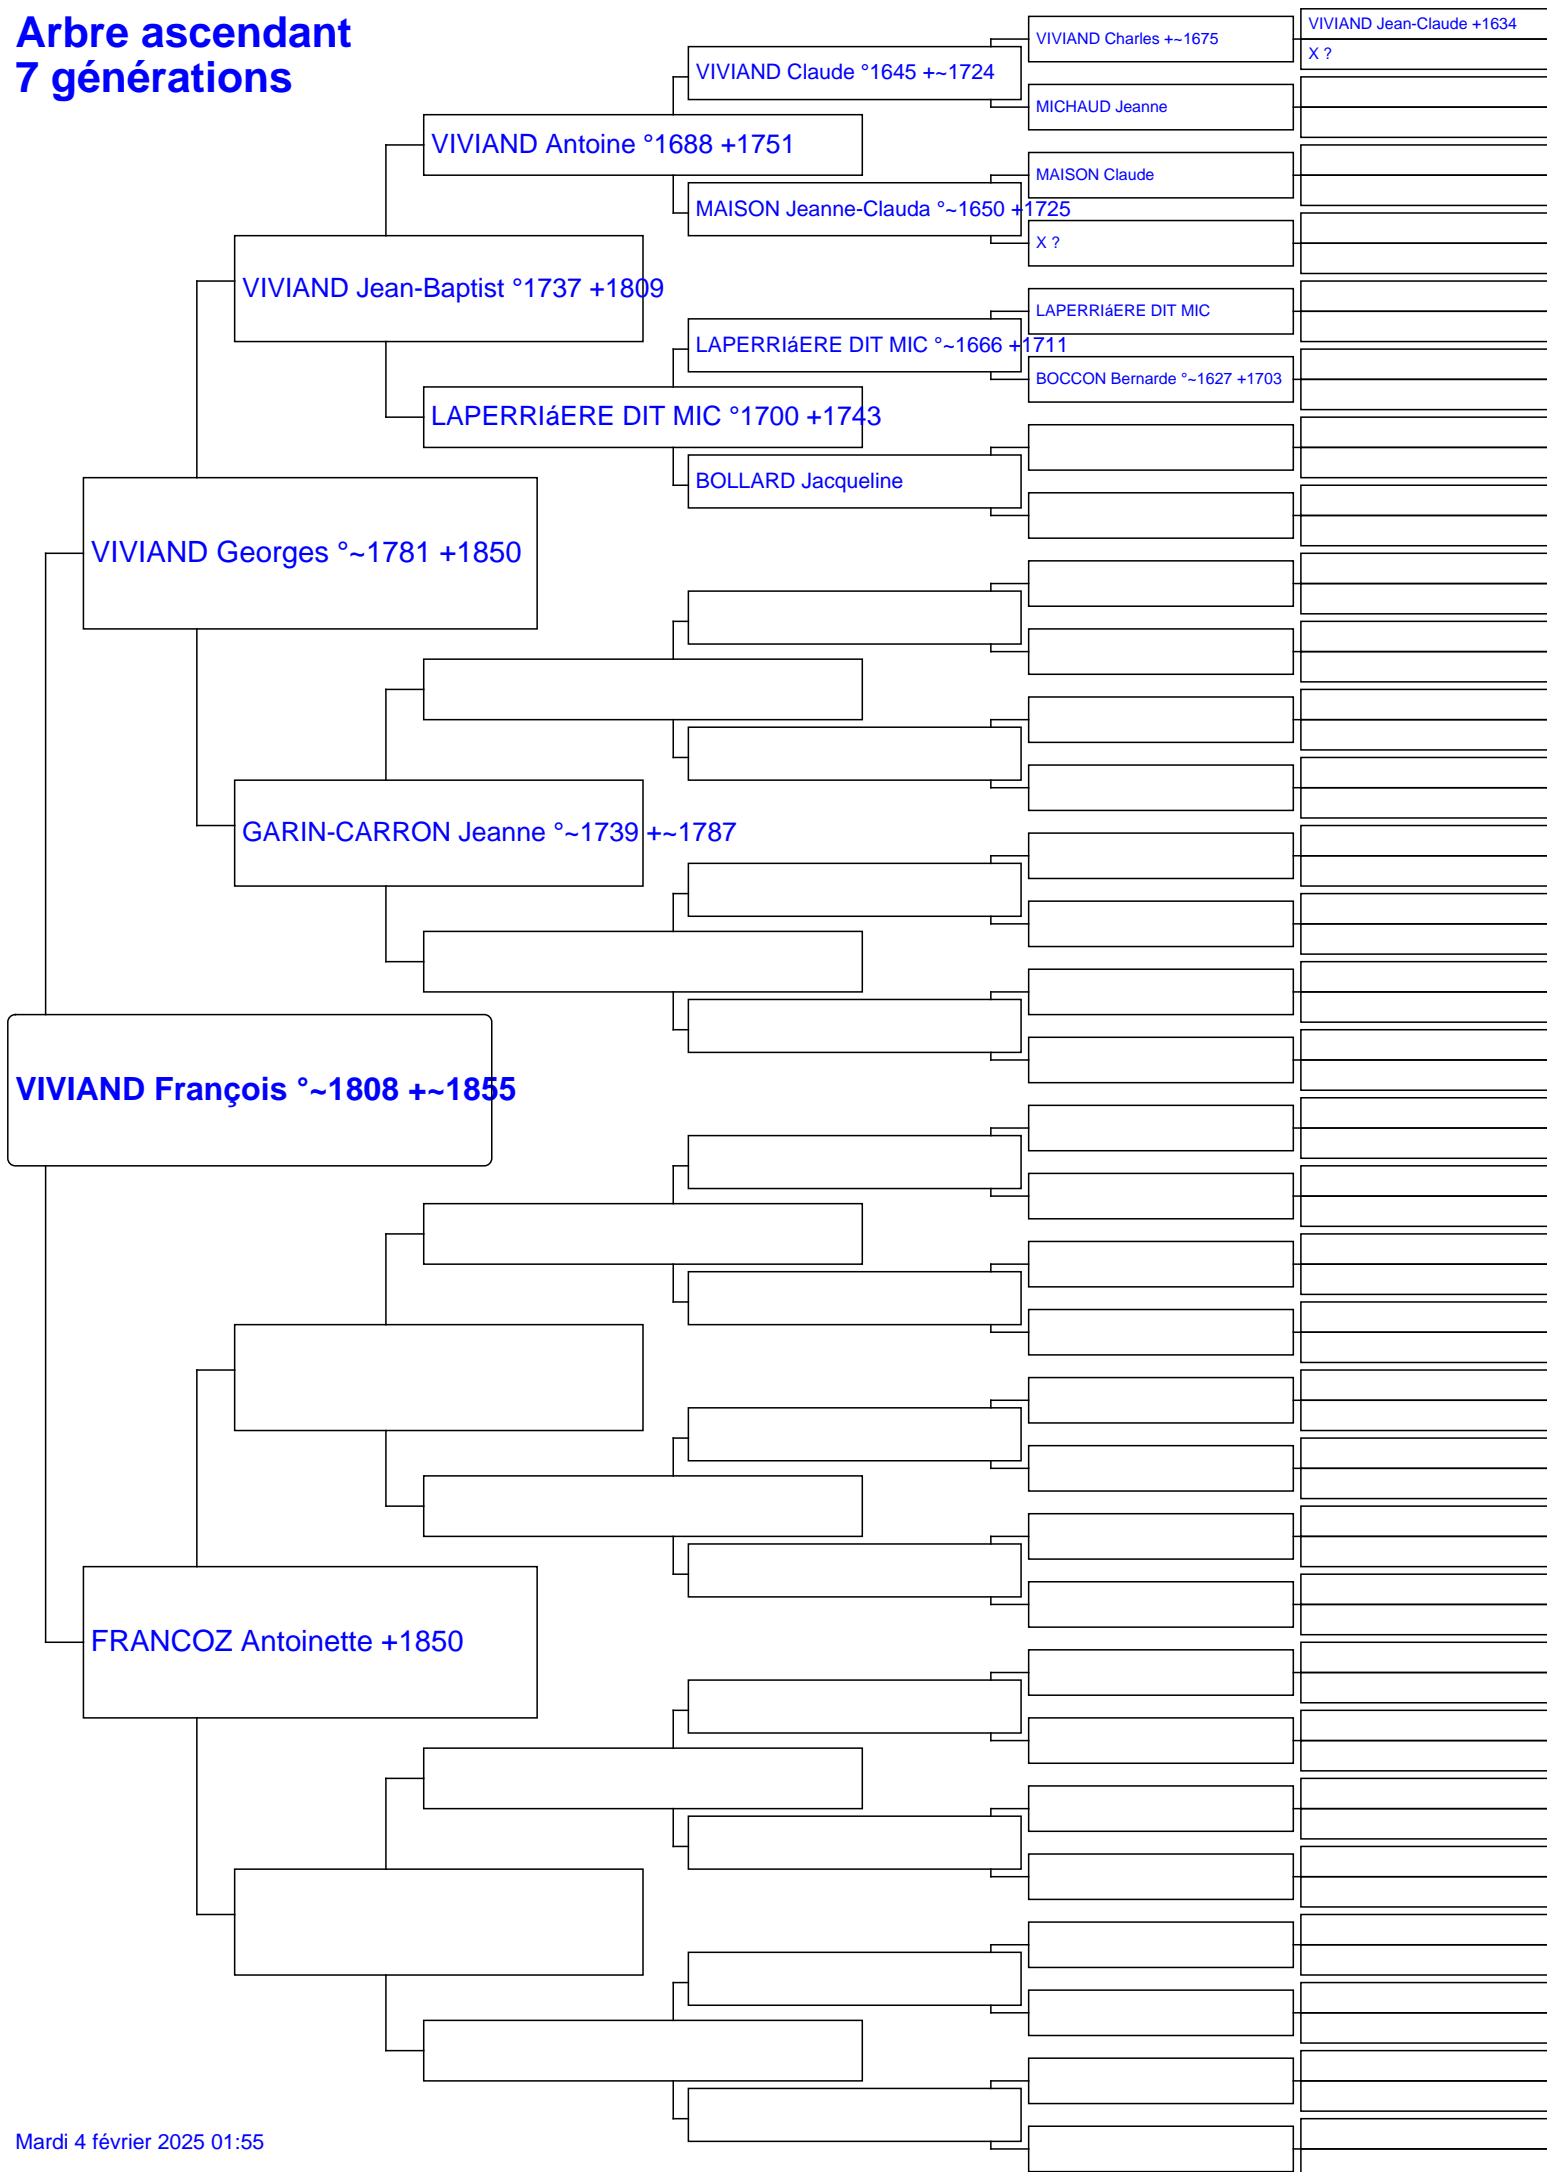 Arbre ascendant
7 générations
VIVIAND Jean-Claude +1634
VIVIAND Charles +~1675
X ?
VIVIAND Claude °1645 +~1724
MICHAUD Jeanne
VIVIAND Antoine °1688 +1751
MAISON Claude
MAISON Jeanne-Clauda °~1650 +1725
X ?
VIVIAND Jean-Baptist °1737 +1809
LAPERRIáERE DIT MIC
LAPERRIáERE DIT MIC °~1666 +1711
BOCCON Bernarde °~1627 +1703
LAPERRIáERE DIT MIC °1700 +1743
BOLLARD Jacqueline
VIVIAND Georges °~1781 +1850
GARIN-CARRON Jeanne °~1739 +~1787
VIVIAND François °~1808 +~1855
FRANCOZ Antoinette +1850
Mardi 4 février 2025 01:55